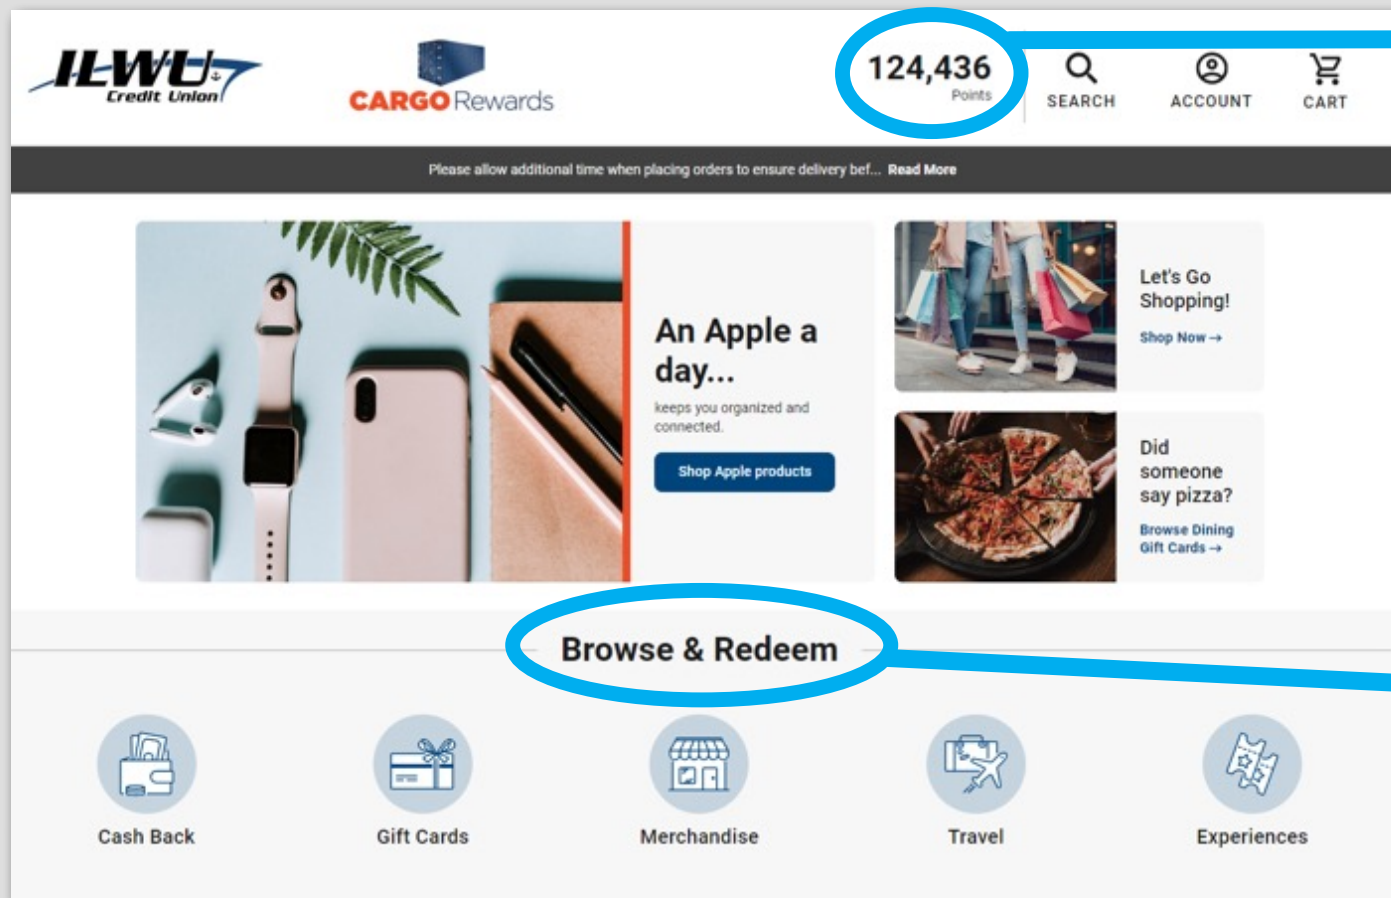 ILWU
Credit Union
CARGO Rewards
124,436
Points
SEARCH
ACCOUNT
CART
Please allow additional time when placing orders to ensure delivery bef... Read More
An Apple a
day...
keeps you organized and
connected.
Shop Apple products
Let's Go
Shopping!
Shop Now →
Did
someone
say pizza?
Browse Dining
Gift Cards →
Browse & Redeem
Cash Back
Gift Cards
Merchandise
Travel
Experiences